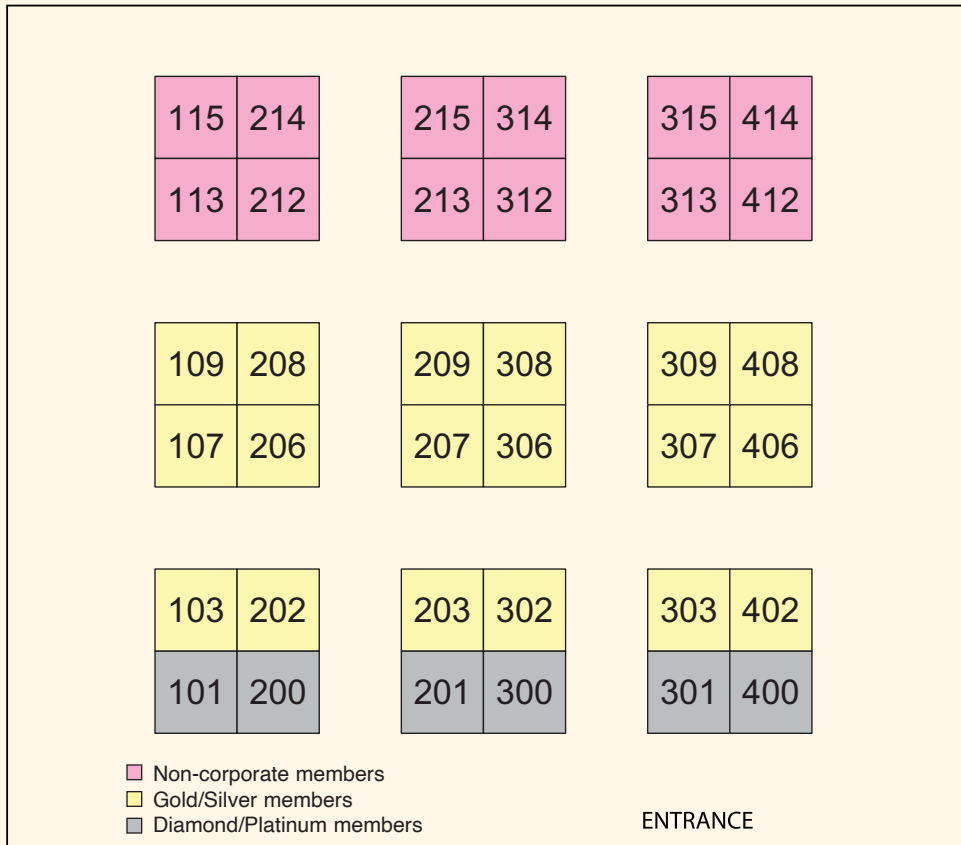 115 214 215 314 315 414
113 212 213 312 313 412
109 208 209 308 309 408
107 206 207 306 307 406
103 202 203 302 303 402
101 200 201 300 301 400
Non-corporate members
Gold/Silver members
Diamond/Platinum members
ENTRANCE